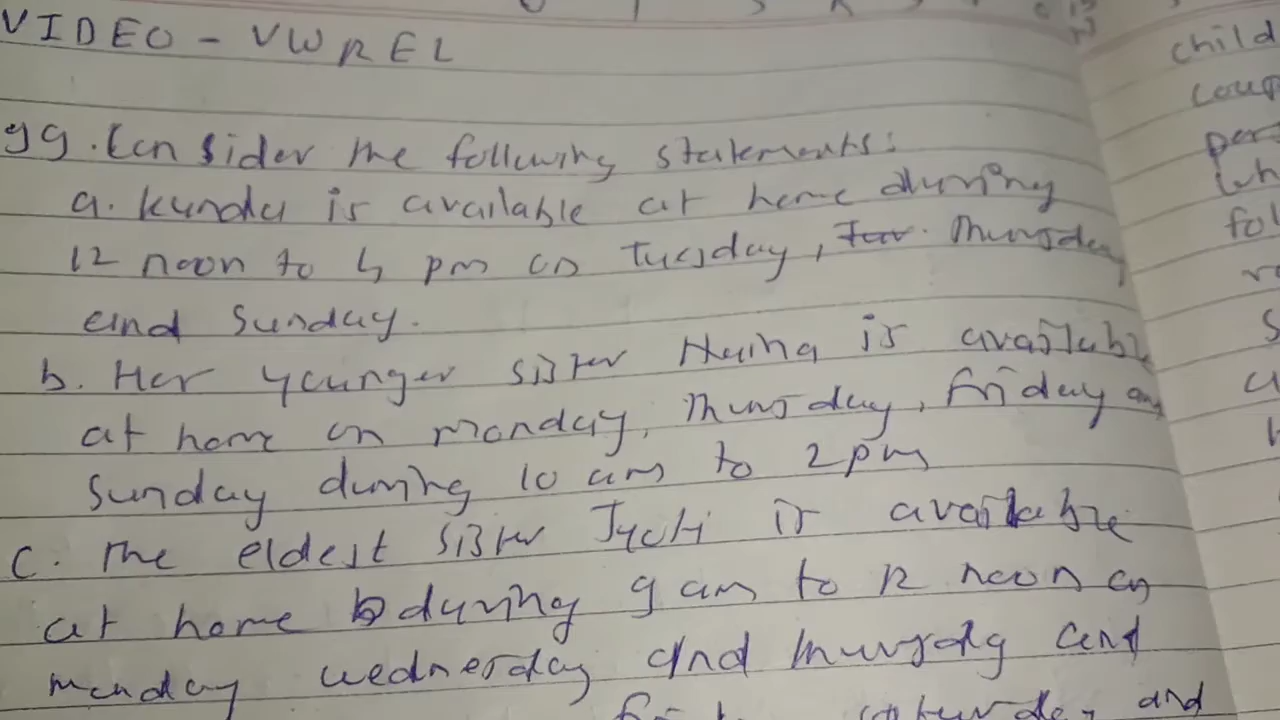 VIDEO - VWREL
99. Consider the following statements:
a. kunda is available at home during
12 noon to 4 pm on Tuesday, Thursday
and Sunday.
b. Her younger sister is available
at home on monday, Thursday, Friday and
Sunday during 10 am to 2 pm
c. The eldest sister Jyoti is available
at home during 9 am to 12 noon on
monday wednesday and Thursday and
and
child